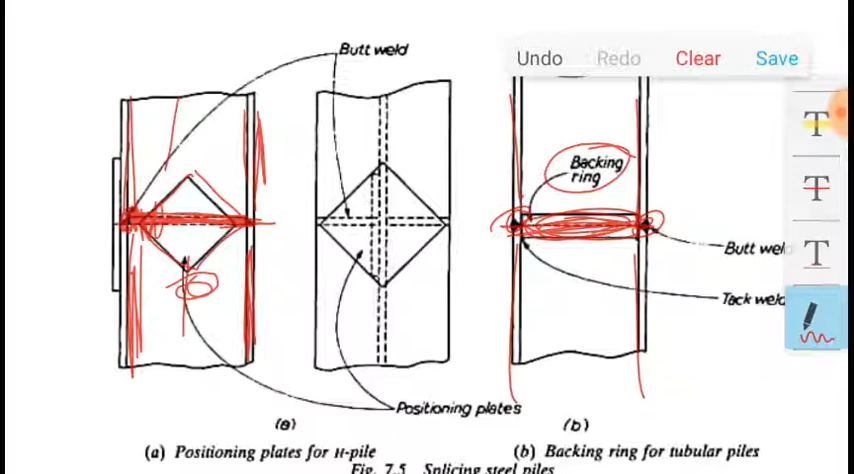 Butt weld
Undo Redo Clear Save
T
T
T
Backing
ring
Butt weld
Tack weld
Positioning plates
(a)
(b)
(a) Positioning plates for H-pile
(b) Backing ring for tubular piles
Fig. 7.5 Splicing steel piles